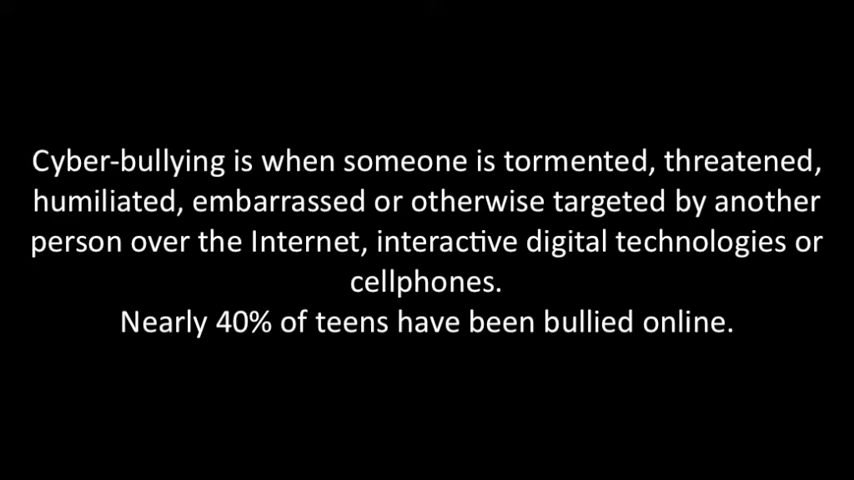 Cyber-bullying is when someone is tormented, threatened,
humiliated, embarrassed or otherwise targeted by another
person over the Internet, interactive digital technologies or
cellphones.
Nearly 40% of teens have been bullied online.